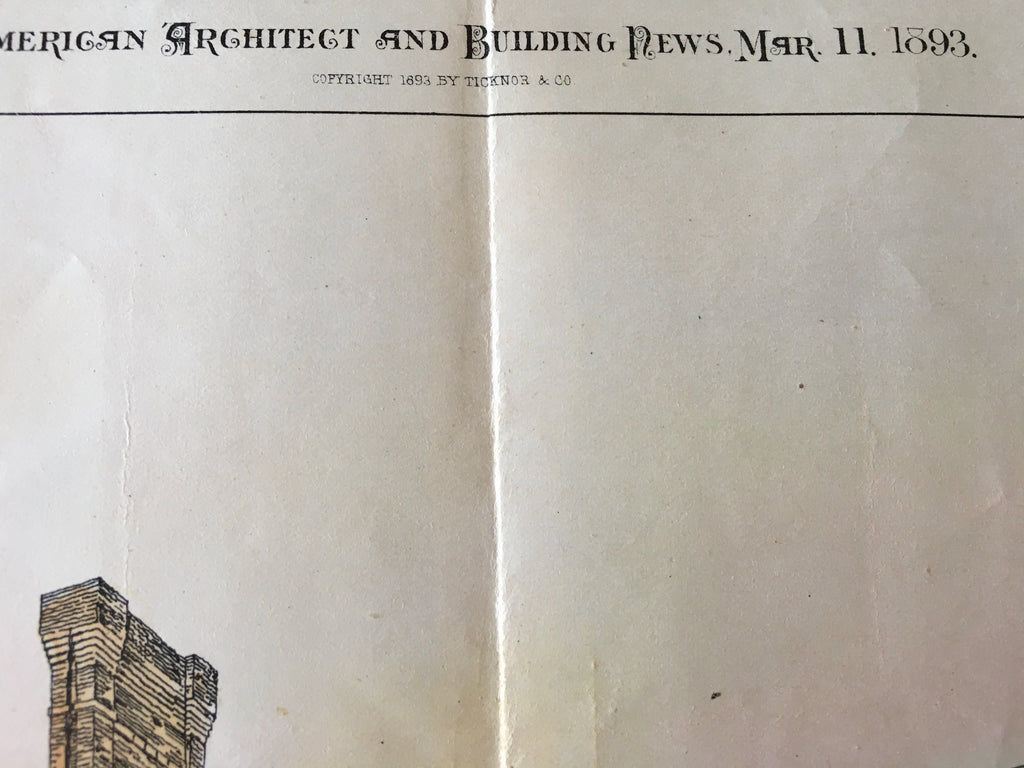 MERICAN ARCHITECT AND BUILDING NEWS. MAR. 11. 1893.
COPYRIGHT 1893 BY TICKNOR & CO.